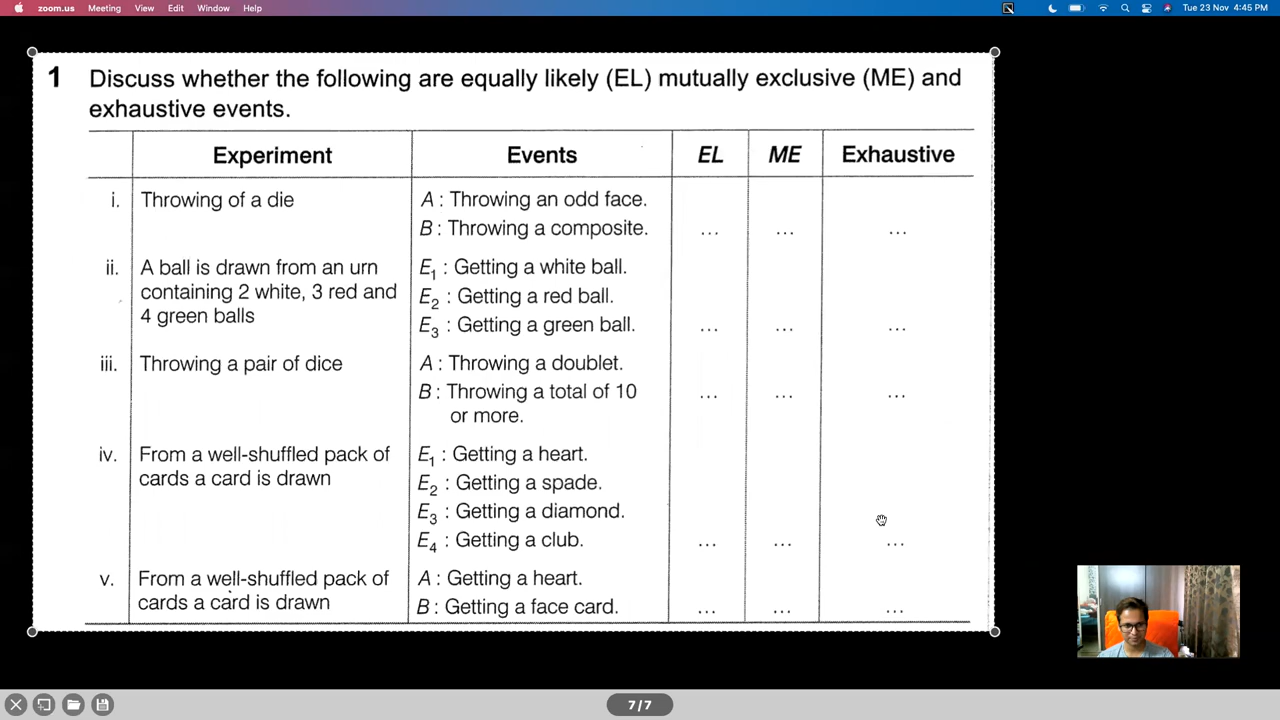 zoom.us Meeting View Edit Window Help Tue 23 Nov 4:45 PM
1 Discuss whether the following are equally likely (EL) mutually exclusive (ME) and
exhaustive events.
Experiment Events EL ME Exhaustive
i. Throwing of a die A : Throwing an odd face.
B : Throwing a composite. ... ... ...
ii. A ball is drawn from an urn E1 : Getting a white ball.
containing 2 white, 3 red and E2 : Getting a red ball.
4 green balls E3 : Getting a green ball. ... ... ...
iii. Throwing a pair of dice A : Throwing a doublet.
B : Throwing a total of 10 ... ... ...
or more.
iv. From a well-shuffled pack of E1 : Getting a heart.
cards a card is drawn E2 : Getting a spade.
E3 : Getting a diamond.
E4 : Getting a club. ... ... ...
v. From a well-shuffled pack of A : Getting a heart.
cards a card is drawn B : Getting a face card. ... ... ...
7/7